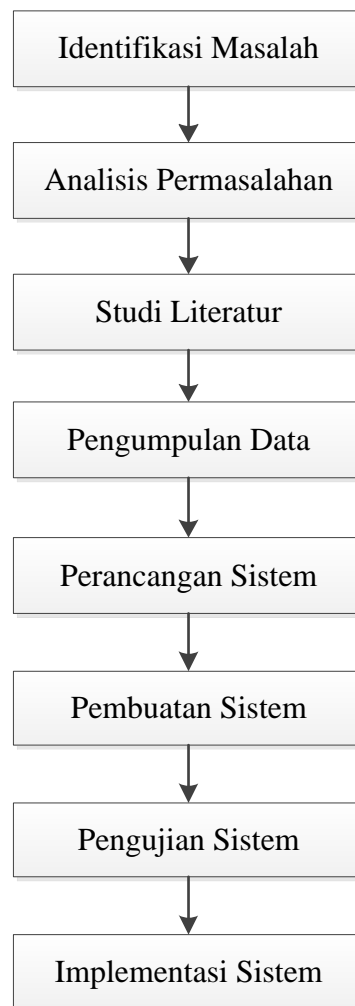 Identifikasi Masalah
Analisis Permasalahan
Studi Literatur
Pengumpulan Data
Perancangan Sistem
Pembuatan Sistem
Pengujian Sistem
Implementasi Sistem